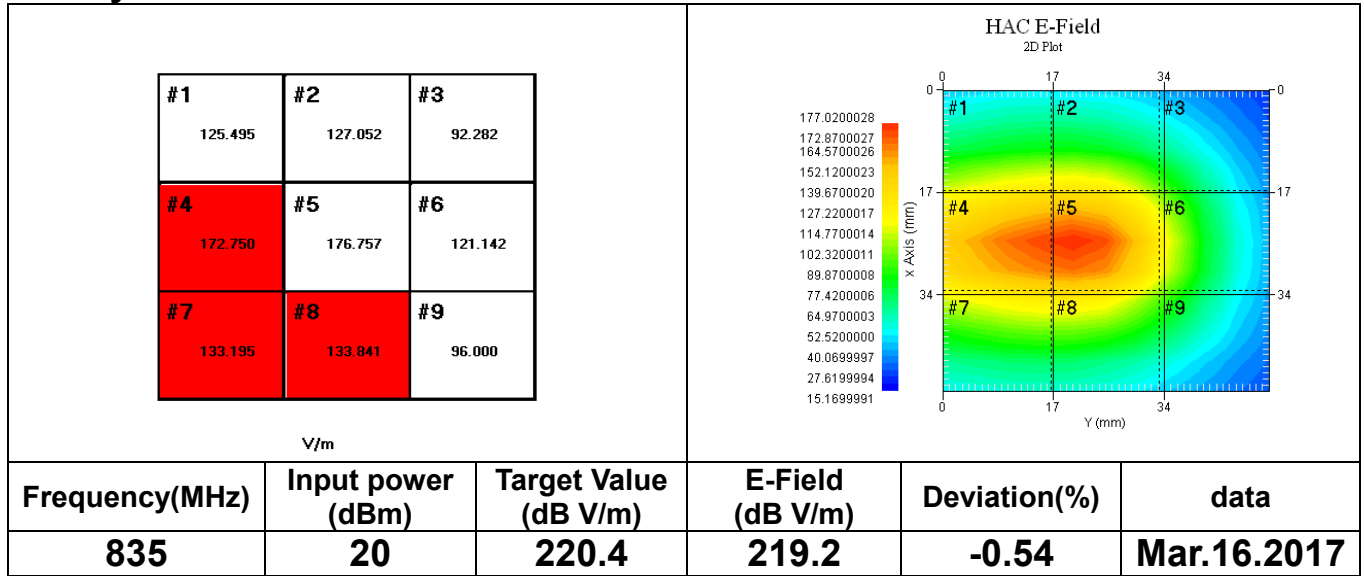 #1 #2 #3
125.495 127.052 92.282
#4 #5 #6
172.750 176.757 121.142
#7 #8 #9
133.195 133.841 96.000
V/m
HAC E-Field
2D Plot
0 17 34
0 0
#1 #2 #3
17 17
#4 #5 #6
34 34
#7 #8 #9
0 17 34
Y (mm)
x Axis (mm)
177.0200028
172.8700027
164.5700026
152.1200023
139.6700020
127.2200017
114.7700014
102.3200011
89.8700008
77.4200006
64.9700003
52.5200000
40.0699997
27.6199994
15.1699991
Frequency(MHz) Input power (dBm) Target Value (dB V/m) E-Field (dB V/m) Deviation(%) data
835 20 220.4 219.2 -0.54 Mar.16.2017